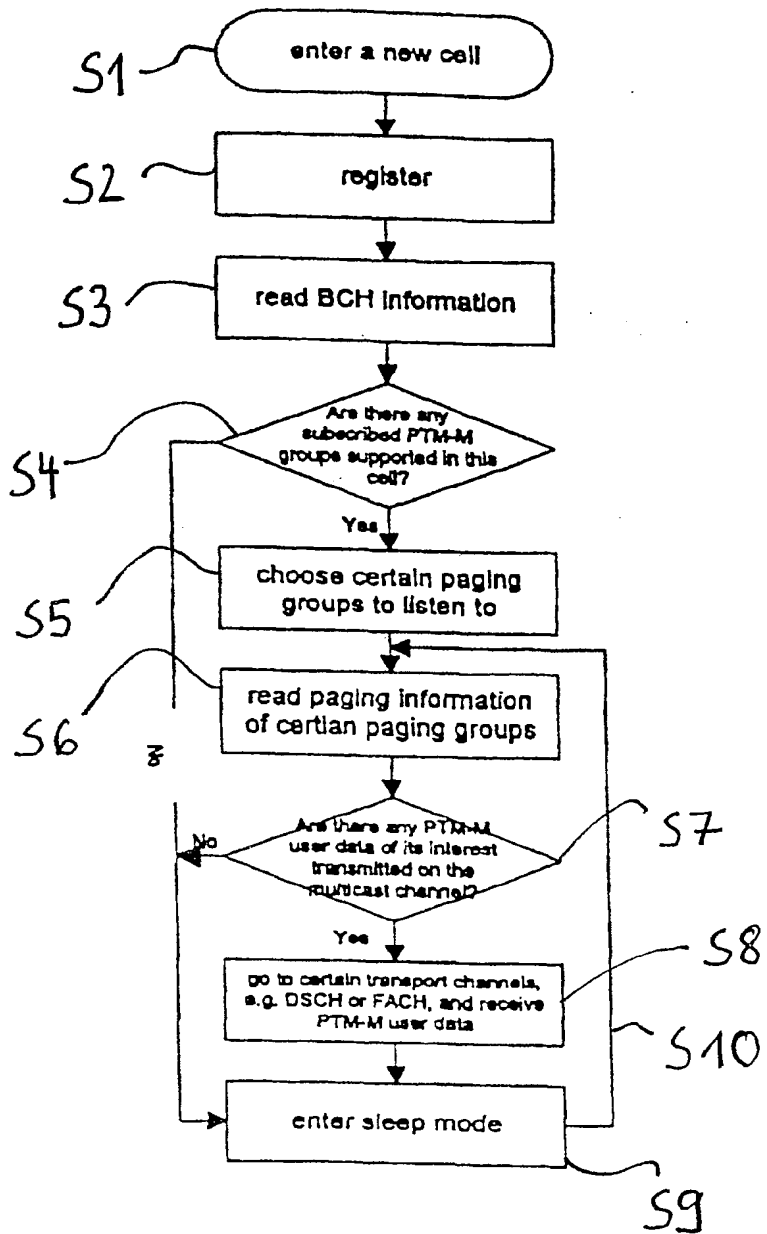 S1
enter a new cell
S2
register
S3
read BCH information
S4
Are there any
subscribed PTM-M
groups supported in this
cell?
Yes
S5
choose certain paging
groups to listen to
S6
read paging information
of certian paging groups
S7
Are there any PTM-M
user data of its interest
transmitted on the
multicast channel?
No
Yes
S8
go to certain transport channels,
e.g. DSCH or FACH, and receive
PTM-M user data
S10
enter sleep mode
S9